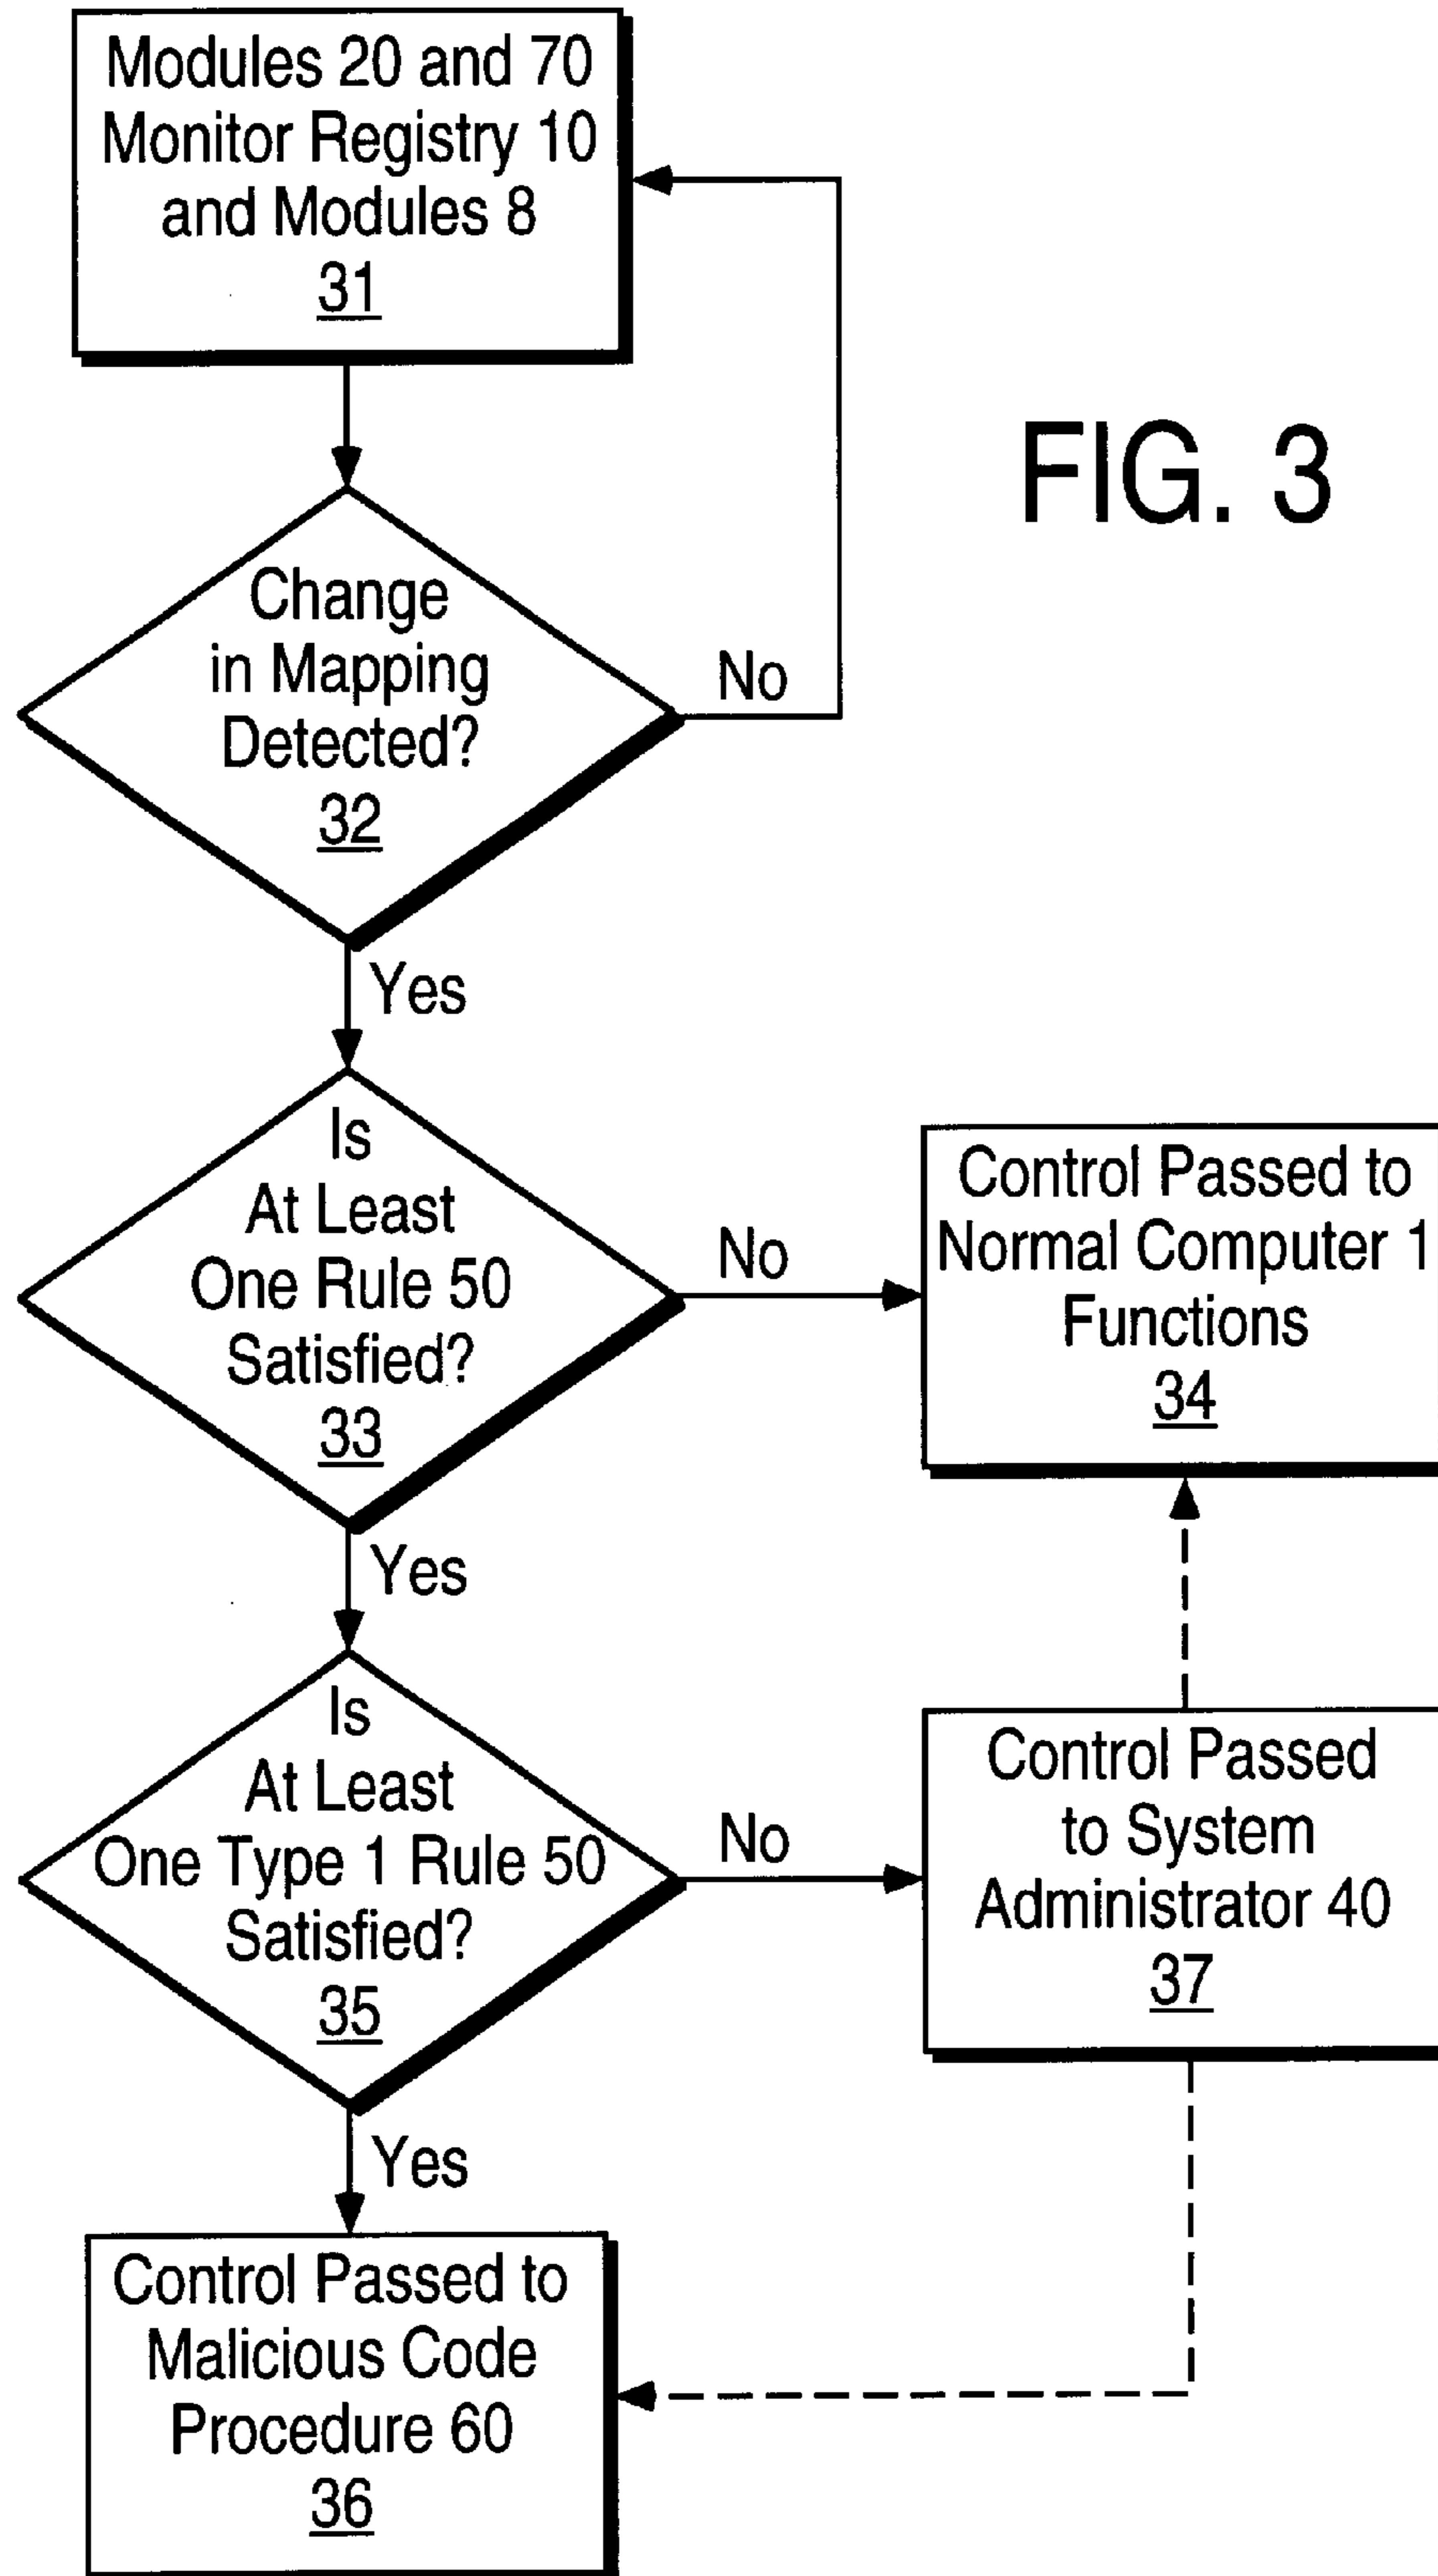 Modules 20 and 70
Monitor Registry 10
and Modules 8
31
FIG. 3
Change
in Mapping
Detected?
32
No
Yes
Is
At Least
One Rule 50
Satisfied?
33
No
Control Passed to
Normal Computer 1
Functions
34
Yes
Is
At Least
One Type 1 Rule 50
Satisfied?
35
No
Control Passed
to System
Administrator 40
37
Yes
Control Passed to
Malicious Code
Procedure 60
36